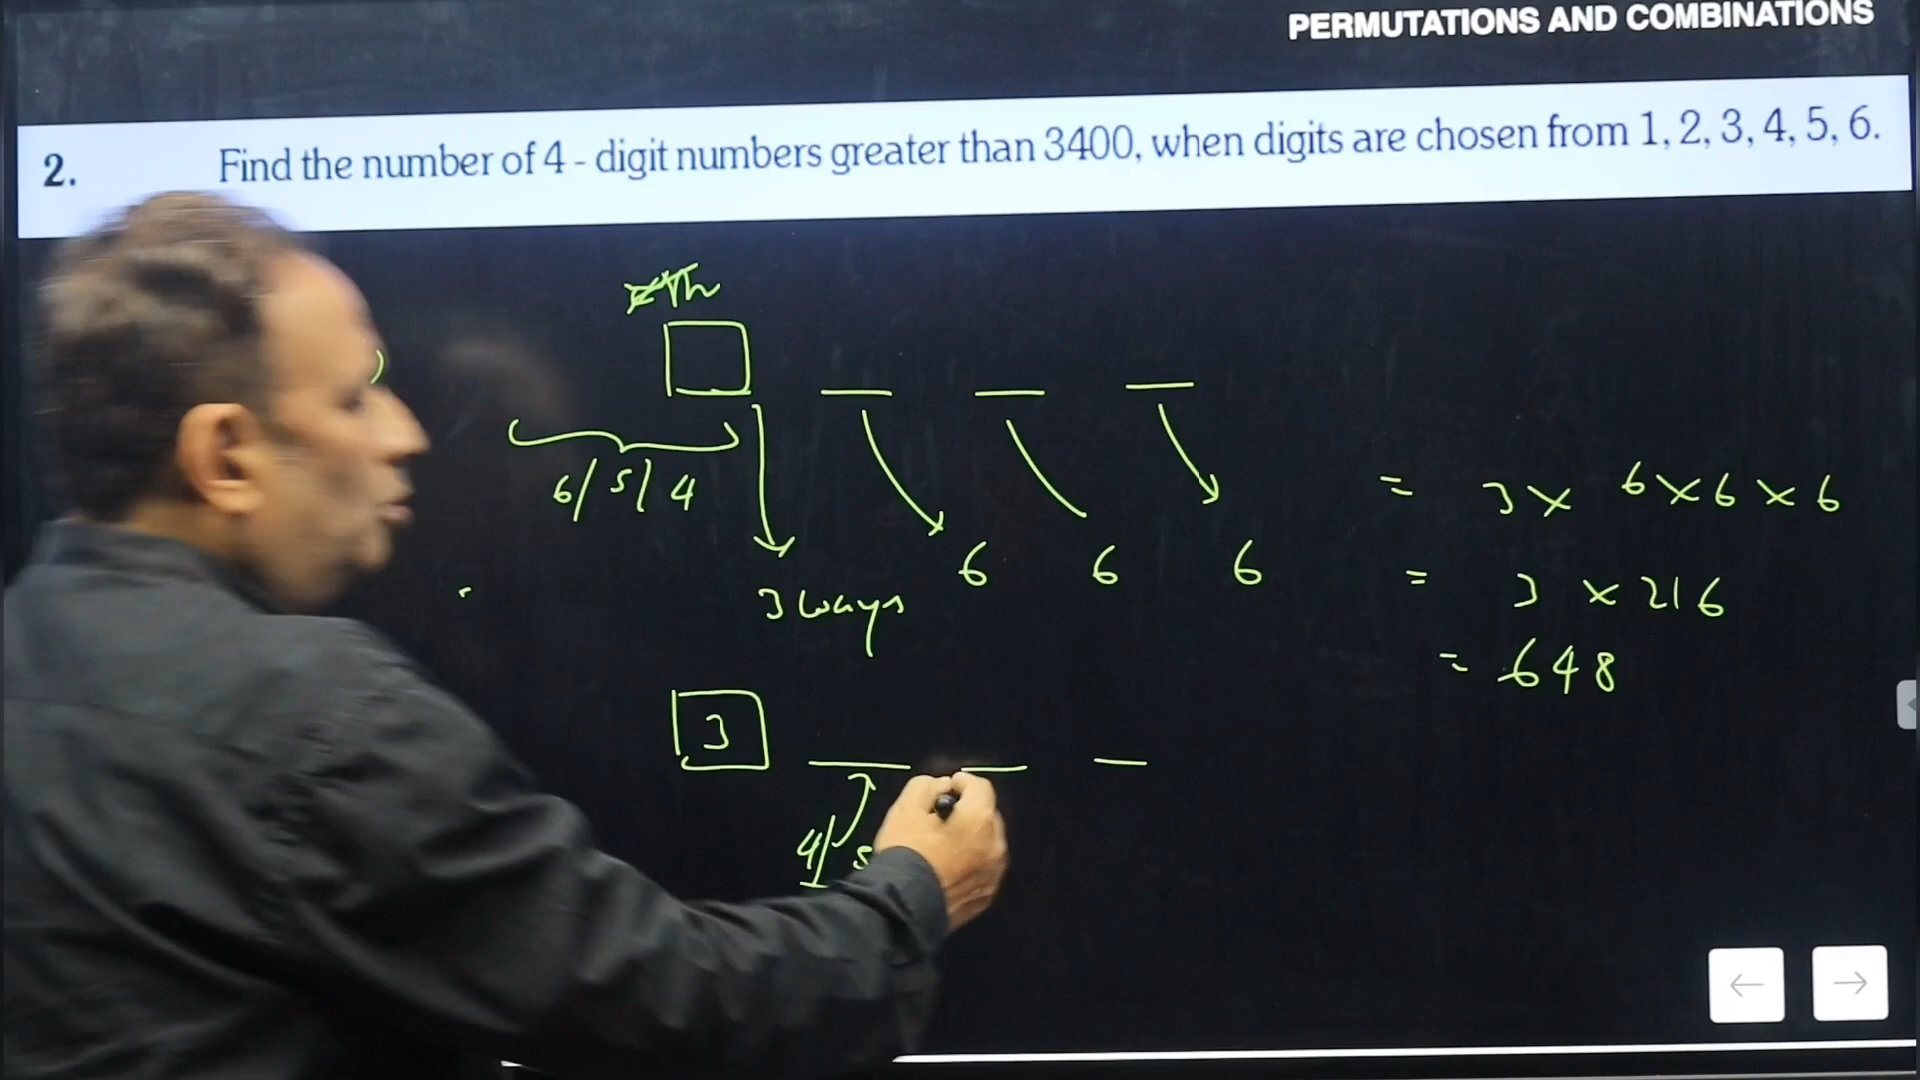 PERMUTATIONS AND COMBINATIONS
2. Find the number of 4 - digit numbers greater than 3400, when digits are chosen from 1, 2, 3, 4, 5, 6.
Th
6/5/4
= 3 × 6 × 6 × 6
3 ways 6 6 6
= 3 × 216
= 648
3
4/5